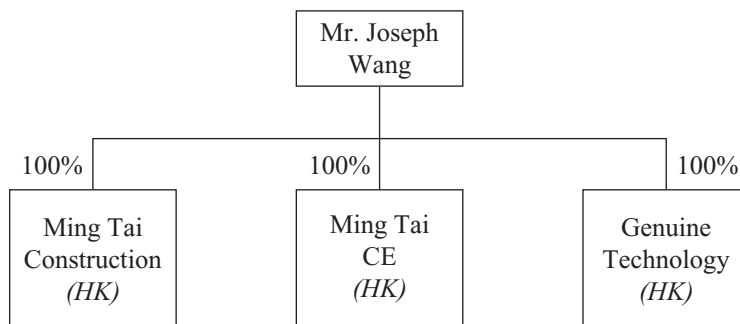 Mr. Joseph
Wang
100%
100%
100%
Ming Tai
Construction
(HK)
Ming Tai
CE
(HK)
Genuine
Technology
(HK)